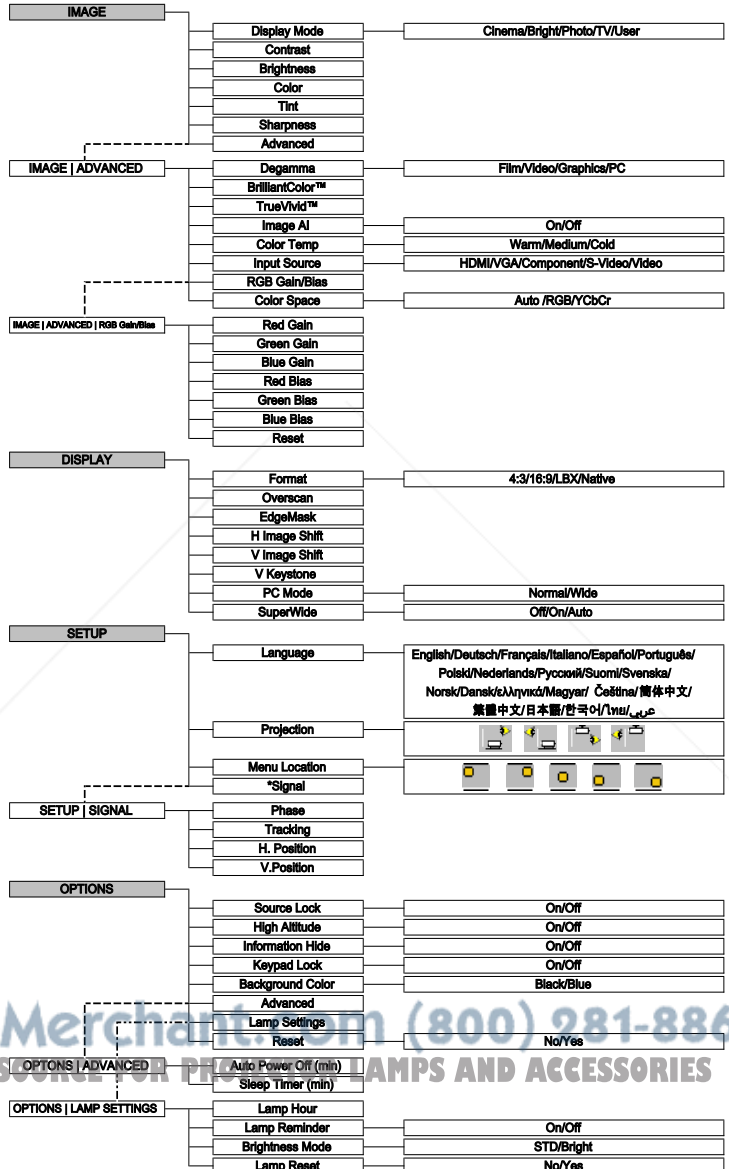 IMAGE
Display Mode Cinema/Bright/Photo/TV/User
Contrast
Brightness
Color
Tint
Sharpness
Advanced
IMAGE | ADVANCED Degamma Film/Video/Graphics/PC
BrilliantColor™
TrueVivid™
Image AI On/Off
Color Temp Warm/Medium/Cold
Input Source HDMI/VGA/Component/S-Video/Video
RGB Gain/Bias
Color Space Auto /RGB/YCbCr
IMAGE | ADVANCED | RGB Gain/Bias Red Gain
Green Gain
Blue Gain
Red Bias
Green Bias
Blue Bias
Reset
DISPLAY
Format 4:3/16:9/LBX/Native
Overscan
EdgeMask
H Image Shift
V Image Shift
V Keystone
PC Mode Normal/Wide
SuperWide Off/On/Auto
SETUP
Language English/Deutsch/Français/Italiano/Español/Português/
Polski/Nederlands/Русский/Suomi/Svenska/
Norsk/Dansk/ελληνικά/Magyar/ Čeština/簡体中文/
繁體中文/日本語/한국어/ไทย/عربي
Projection
Menu Location
*Signal
SETUP | SIGNAL Phase
Tracking
H. Position
V.Position
OPTIONS
Source Lock On/Off
High Altitude On/Off
Information Hide On/Off
Keypad Lock On/Off
Background Color Black/Blue
Advanced
Lamp Settings
Reset No/Yes
OPTONS | ADVANCED Auto Power Off (min)
Sleep Timer (min)
OPTIONS | LAMP SETTINGS Lamp Hour
Lamp Reminder On/Off
Brightness Mode STD/Bright
Lamp Reset No/Yes
Merchant.com (800) 281-886
SOURCE FOR PROJECTOR LAMPS AND ACCESSORIES